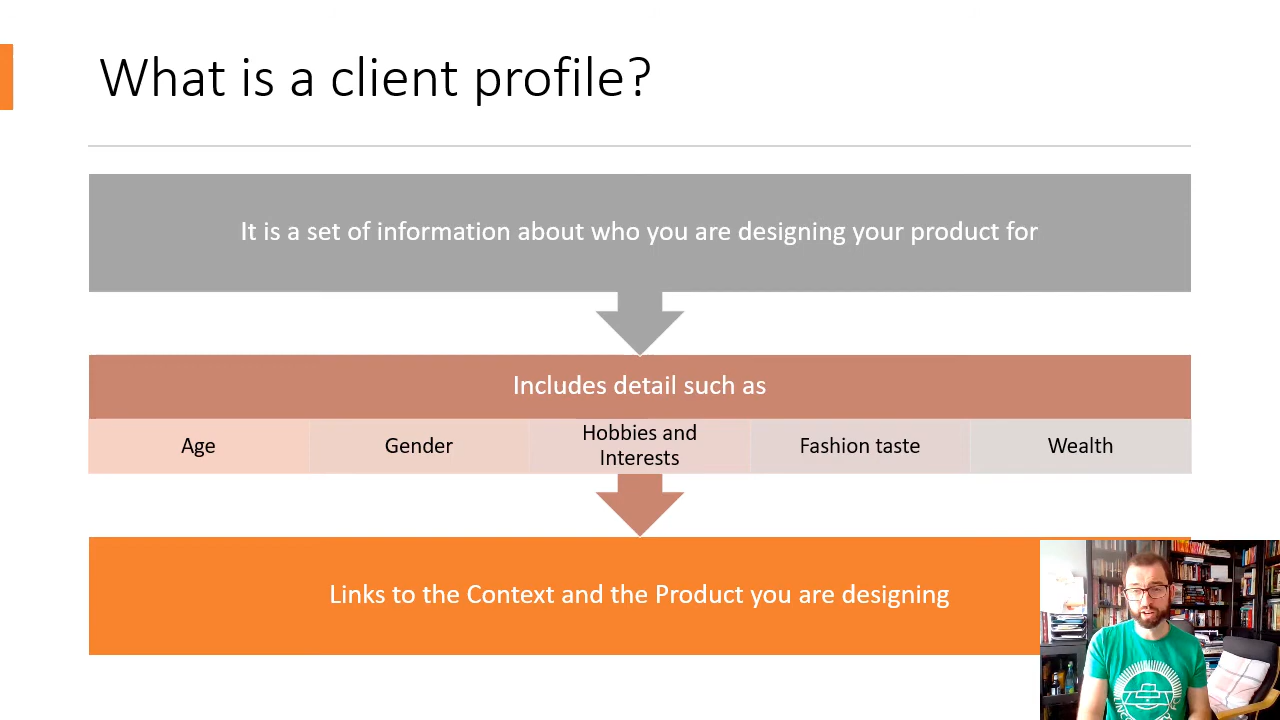 What is a client profile?
It is a set of information about who you are designing your product for
Includes detail such as
Age
Gender
Hobbies and
Interests
Fashion taste
Wealth
Links to the Context and the Product you are designing